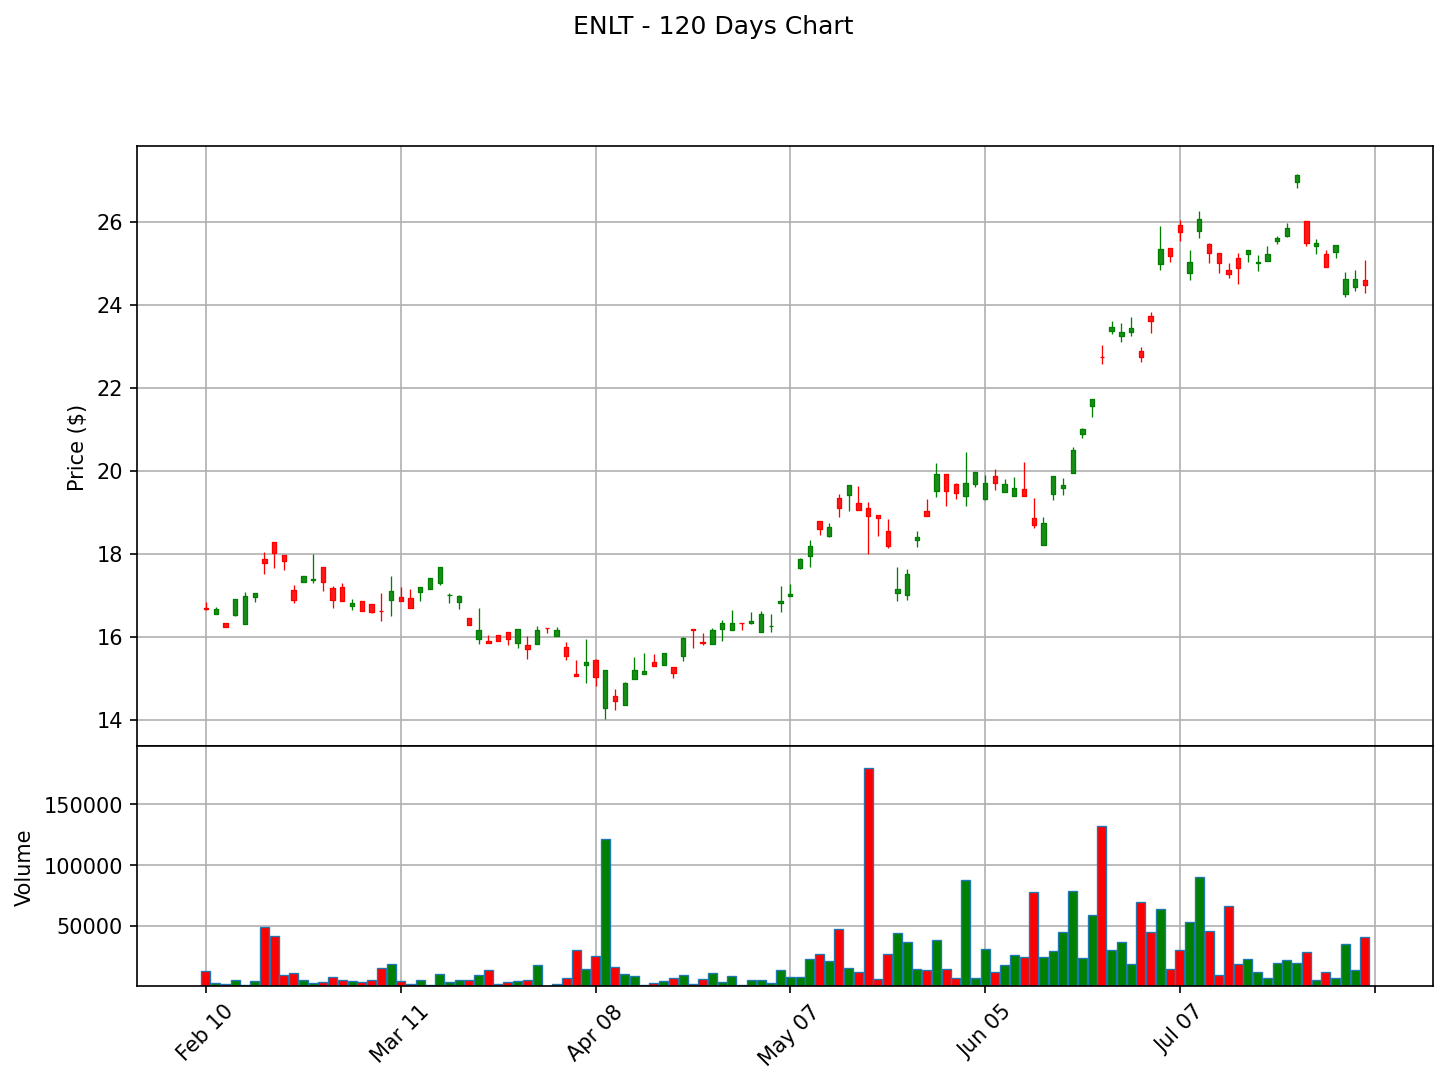 ENLT - 120 Days Chart
Price ($)
26
24
22
20
18
16
14
Volume
150000
100000
50000
Feb 10
Mar 11
Apr 08
May 07
Jun 05
Jul 07